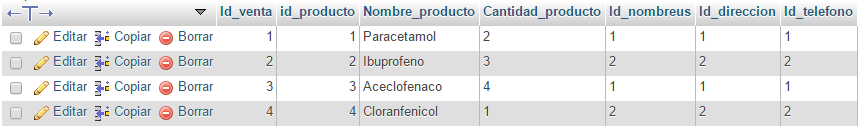 Id_venta id_producto Nombre_producto Cantidad_producto Id_nombreus Id_direccion Id_telefono
Editar Copiar Borrar 1 1 Paracetamol 2 1 1 1
Editar Copiar Borrar 2 2 Ibuprofeno 3 2 2 2
Editar Copiar Borrar 3 3 Aceclofenaco 4 1 1 1
Editar Copiar Borrar 4 4 Cloranfenicol 1 2 2 2